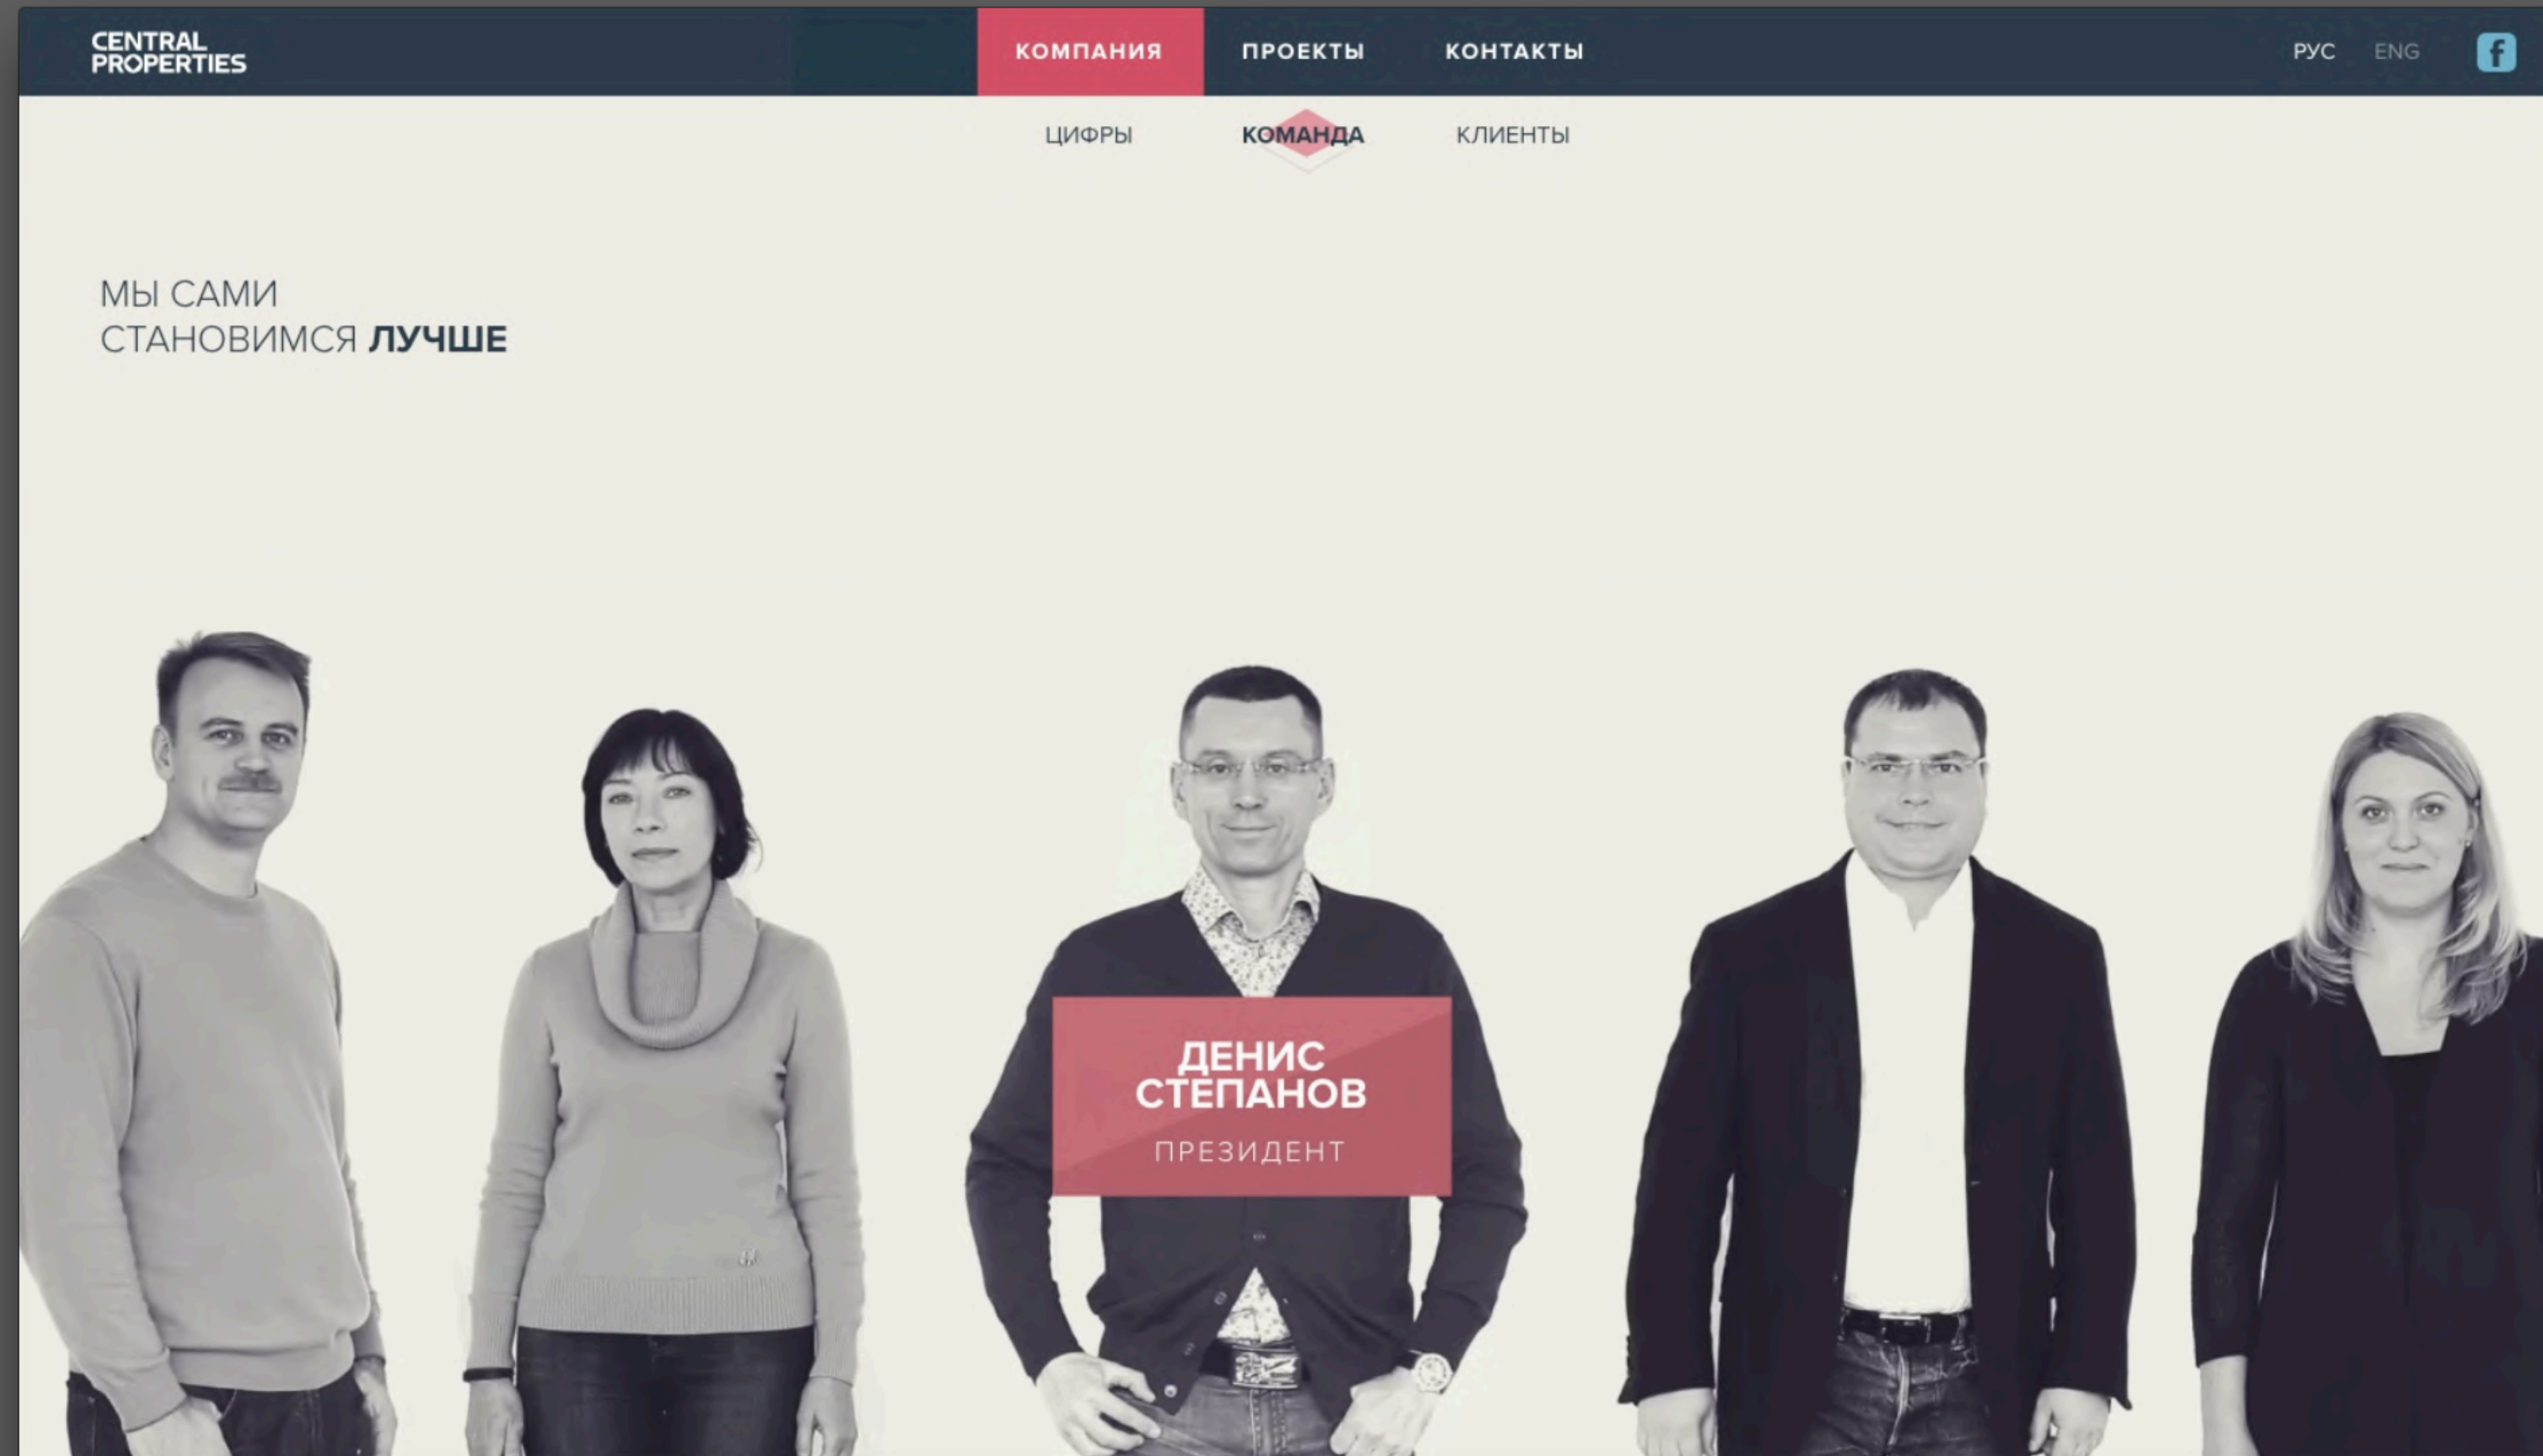 CENTRAL
PROPERTIES
КОМПАНИЯ ПРОЕКТЫ КОНТАКТЫ
РУС ENG f
ЦИФРЫ КОМАНДА КЛИЕНТЫ
МЫ САМИ
СТАНОВИМСЯ ЛУЧШЕ
ДЕНИС
СТЕПАНОВ
ПРЕЗИДЕНТ